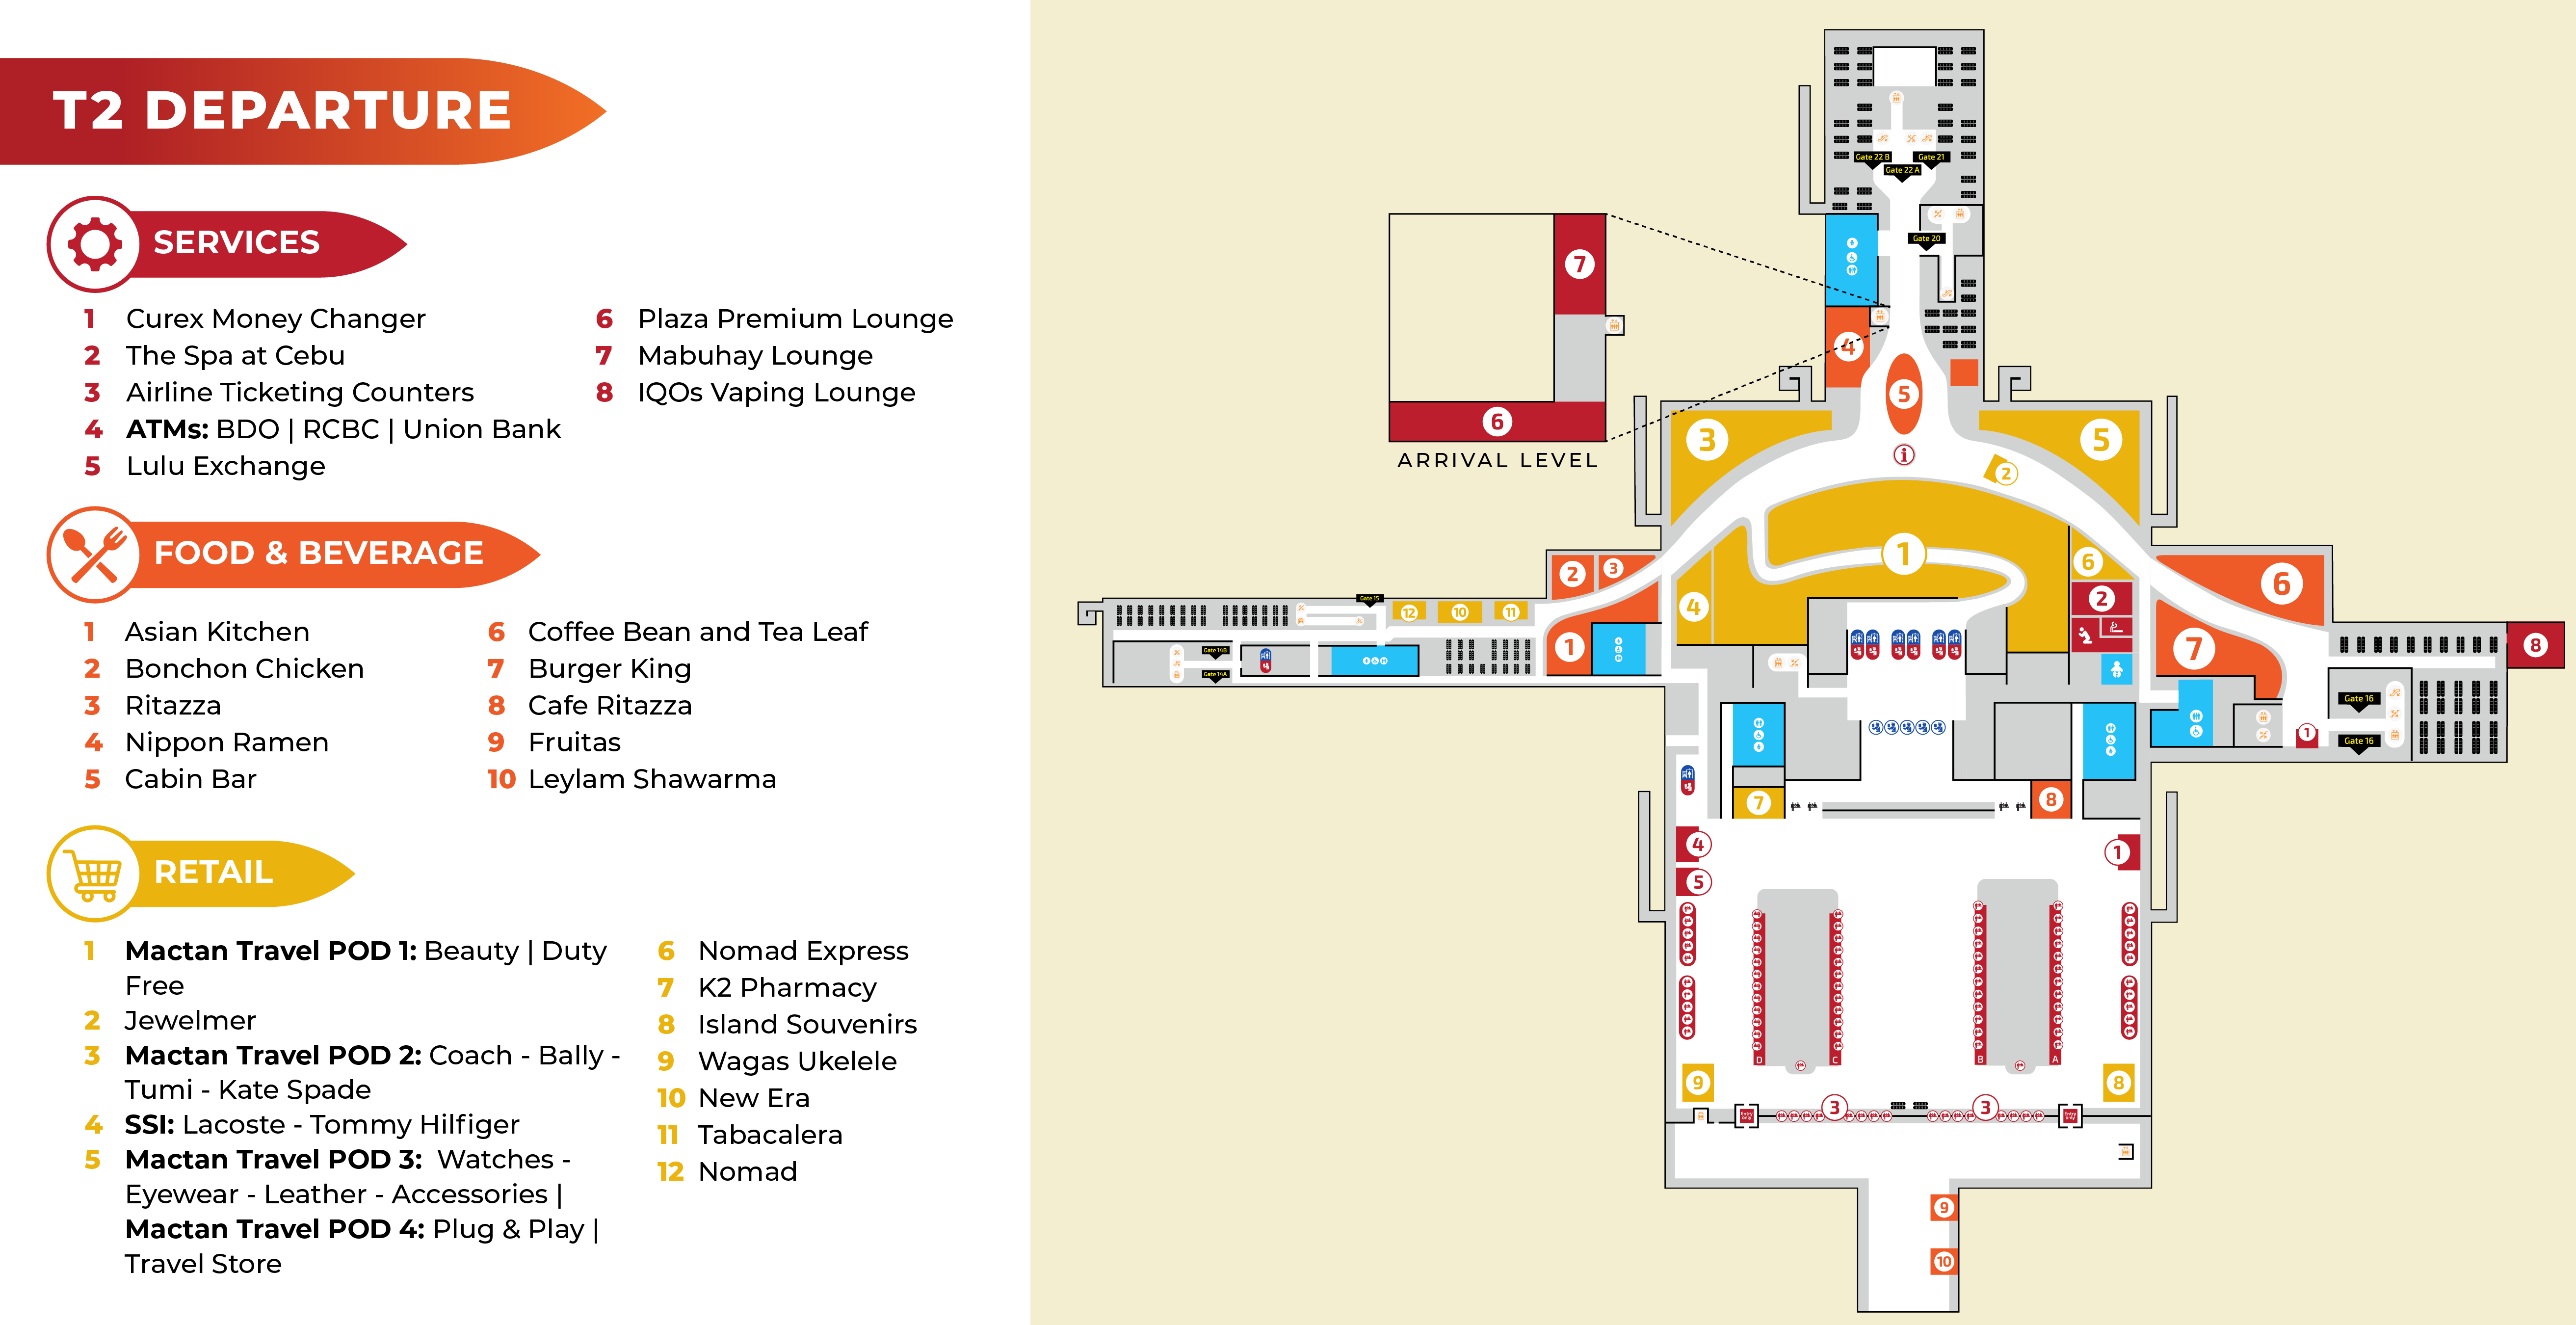 T2 DEPARTURE
SERVICES
1 Curex Money Changer
2 The Spa at Cebu
3 Airline Ticketing Counters
4 ATMs: BDO | RCBC | Union Bank
5 Lulu Exchange
6 Plaza Premium Lounge
7 Mabuhay Lounge
8 IQOs Vaping Lounge
FOOD & BEVERAGE
1 Asian Kitchen
2 Bonchon Chicken
3 Ritazza
4 Nippon Ramen
5 Cabin Bar
6 Coffee Bean and Tea Leaf
7 Burger King
8 Cafe Ritazza
9 Fruitas
10 Leylam Shawarma
RETAIL
1 Mactan Travel POD 1: Beauty | Duty
Free
2 Jewelmer
3 Mactan Travel POD 2: Coach - Bally -
Tumi - Kate Spade
4 SSI: Lacoste - Tommy Hilfiger
5 Mactan Travel POD 3: Watches -
Eyewear - Leather - Accessories |
Mactan Travel POD 4: Plug & Play |
Travel Store
6 Nomad Express
7 K2 Pharmacy
8 Island Souvenirs
9 Wagas Ukelele
10 New Era
11 Tabacalera
12 Nomad
Gate 22 B
Gate 21
Gate 22 A
Gate 20
7
6
ARRIVAL LEVEL
4
5
3
i
2
5
1
2
3
4
6
2
6
7
8
Gate 15
12
10
11
1
Gate 14B
Gate 14A
Gate 16
Gate 16
1
7
8
4
5
1
D
C
B
A
9
8
3
3
9
10